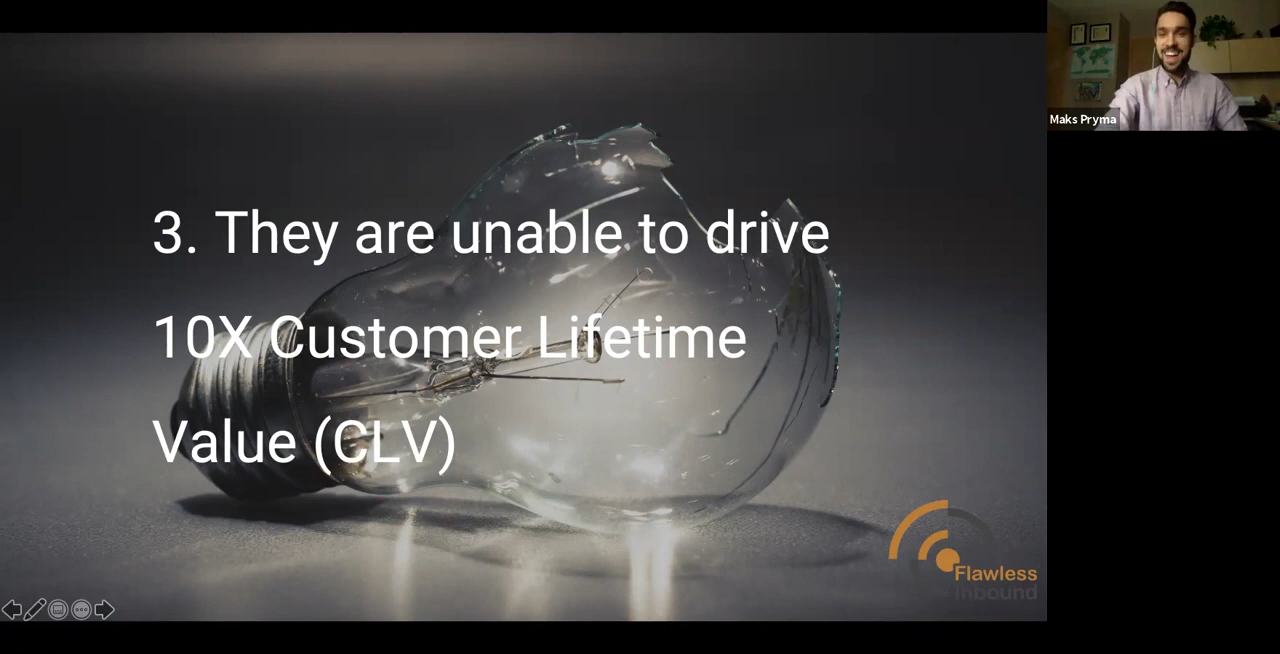 3. They are unable to drive
10X Customer Lifetime
Value (CLV)
Flawless
Inbound
Maks Pryma